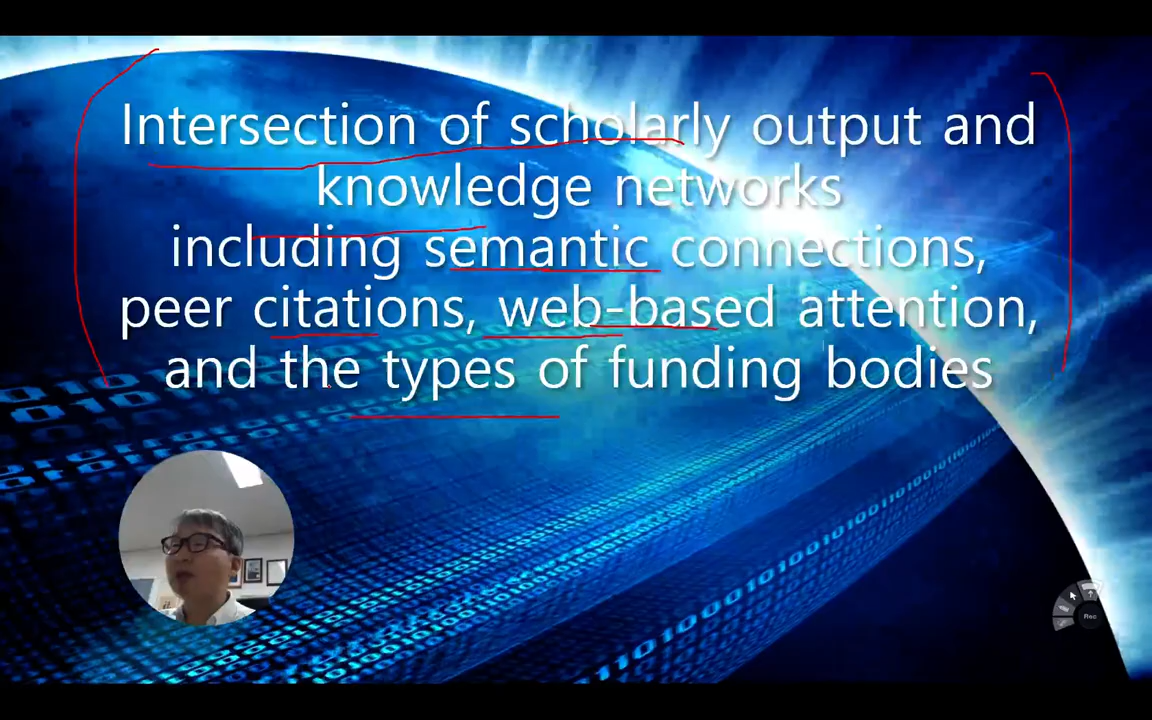 Intersection of scholarly output and
knowledge networks
including semantic connections,
peer citations, web-based attention,
and the types of funding bodies
Rec